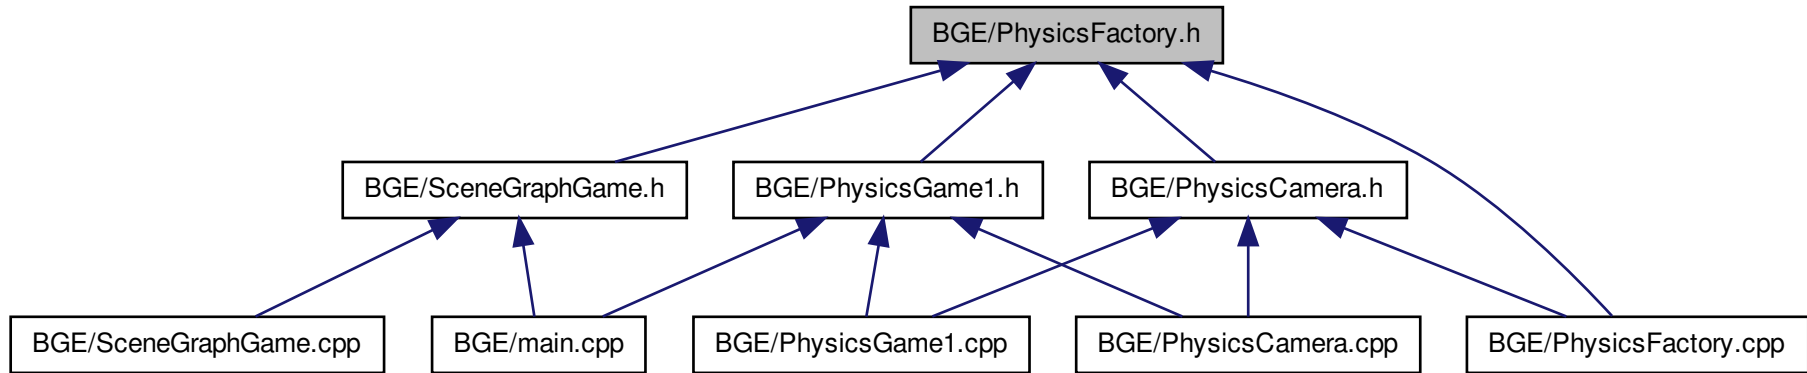 BGE/PhysicsFactory.h
BGE/SceneGraphGame.h
BGE/PhysicsGame1.h
BGE/PhysicsCamera.h
BGE/SceneGraphGame.cpp
BGE/main.cpp
BGE/PhysicsGame1.cpp
BGE/PhysicsCamera.cpp
BGE/PhysicsFactory.cpp